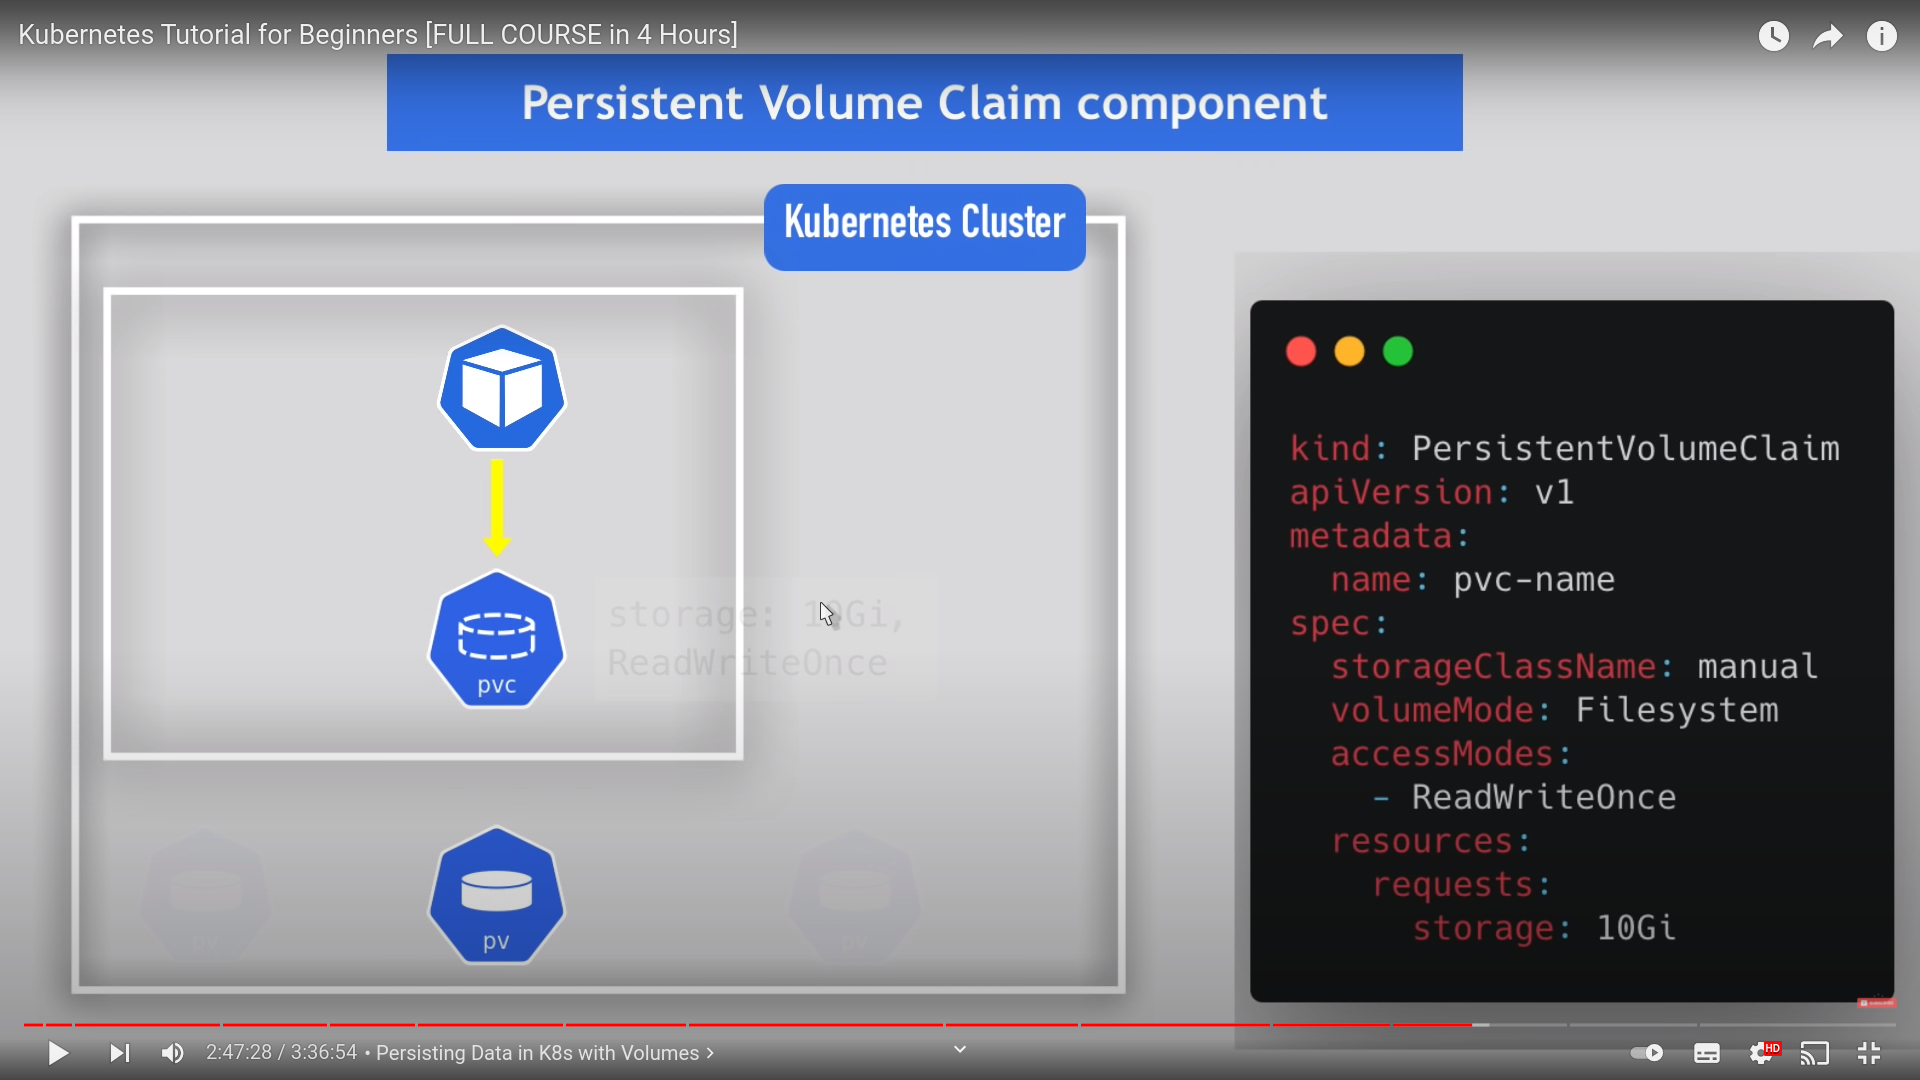 Kubernetes Tutorial for Beginners [FULL COURSE in 4 Hours]
Persistent Volume Claim component
Kubernetes Cluster
pvc
storage: 10Gi,
ReadWriteOnce
pv
pv
pv
kind: PersistentVolumeClaim
apiVersion: v1
metadata:
  name: pvc-name
spec:
  storageClassName: manual
  volumeMode: Filesystem
  accessModes:
    - ReadWriteOnce
  resources:
    requests:
      storage: 10Gi
2:47:28 / 3:36:54 • Persisting Data in K8s with Volumes >
HD